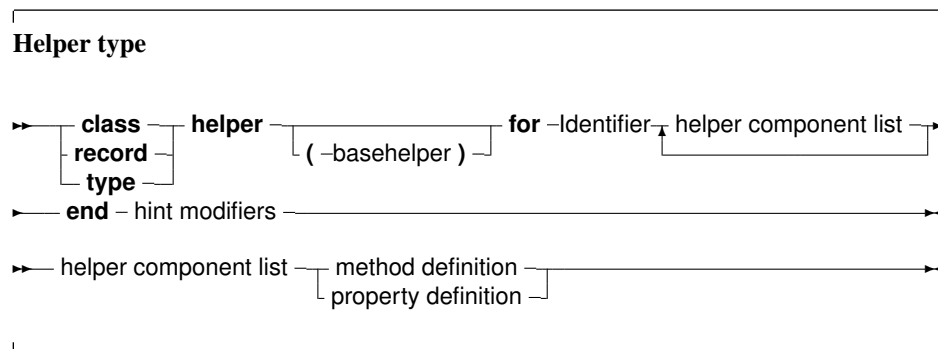 Helper type
class helper ( basehelper ) for Identifier helper component list
record
type
end hint modifiers
helper component list method definition
property definition